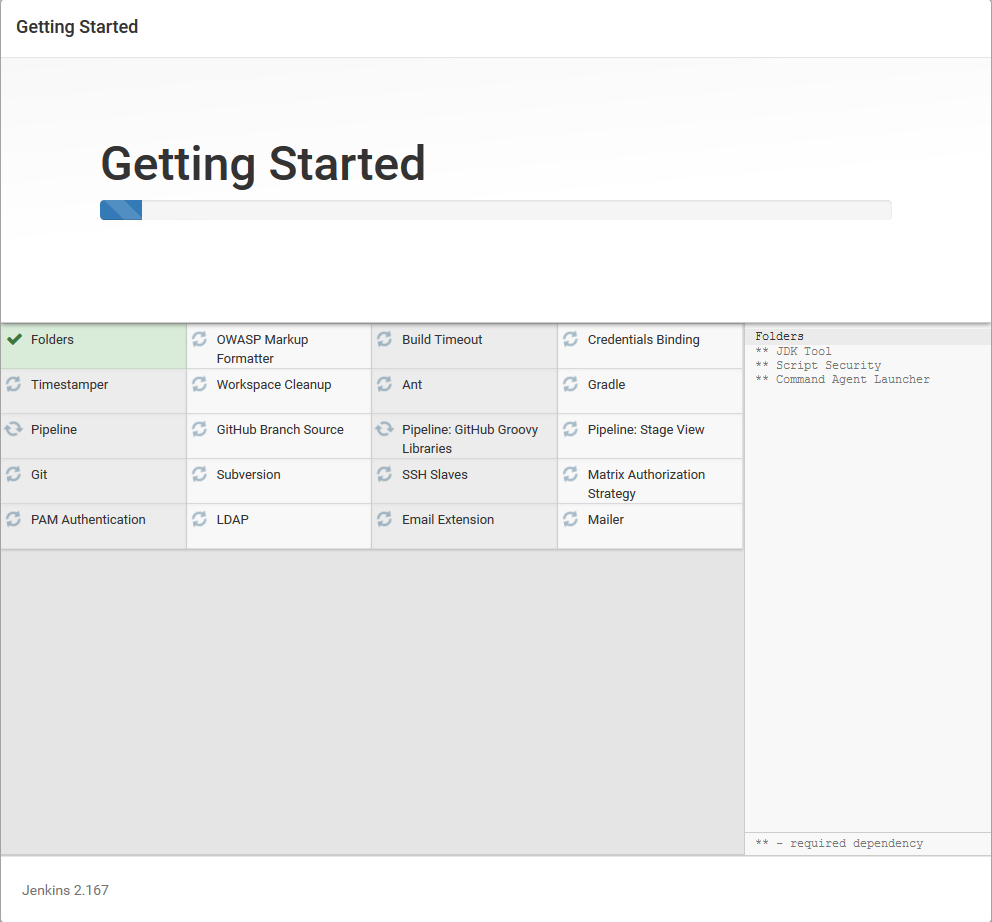 Getting Started
Getting Started
Folders
OWASP Markup
Formatter
Build Timeout
Credentials Binding
Timestamper
Workspace Cleanup
Ant
Gradle
Pipeline
GitHub Branch Source
Pipeline: GitHub Groovy
Libraries
Pipeline: Stage View
Git
Subversion
SSH Slaves
Matrix Authorization
Strategy
PAM Authentication
LDAP
Email Extension
Mailer
Folders
** JDK Tool
** Script Security
** Command Agent Launcher
** - required dependency
Jenkins 2.167